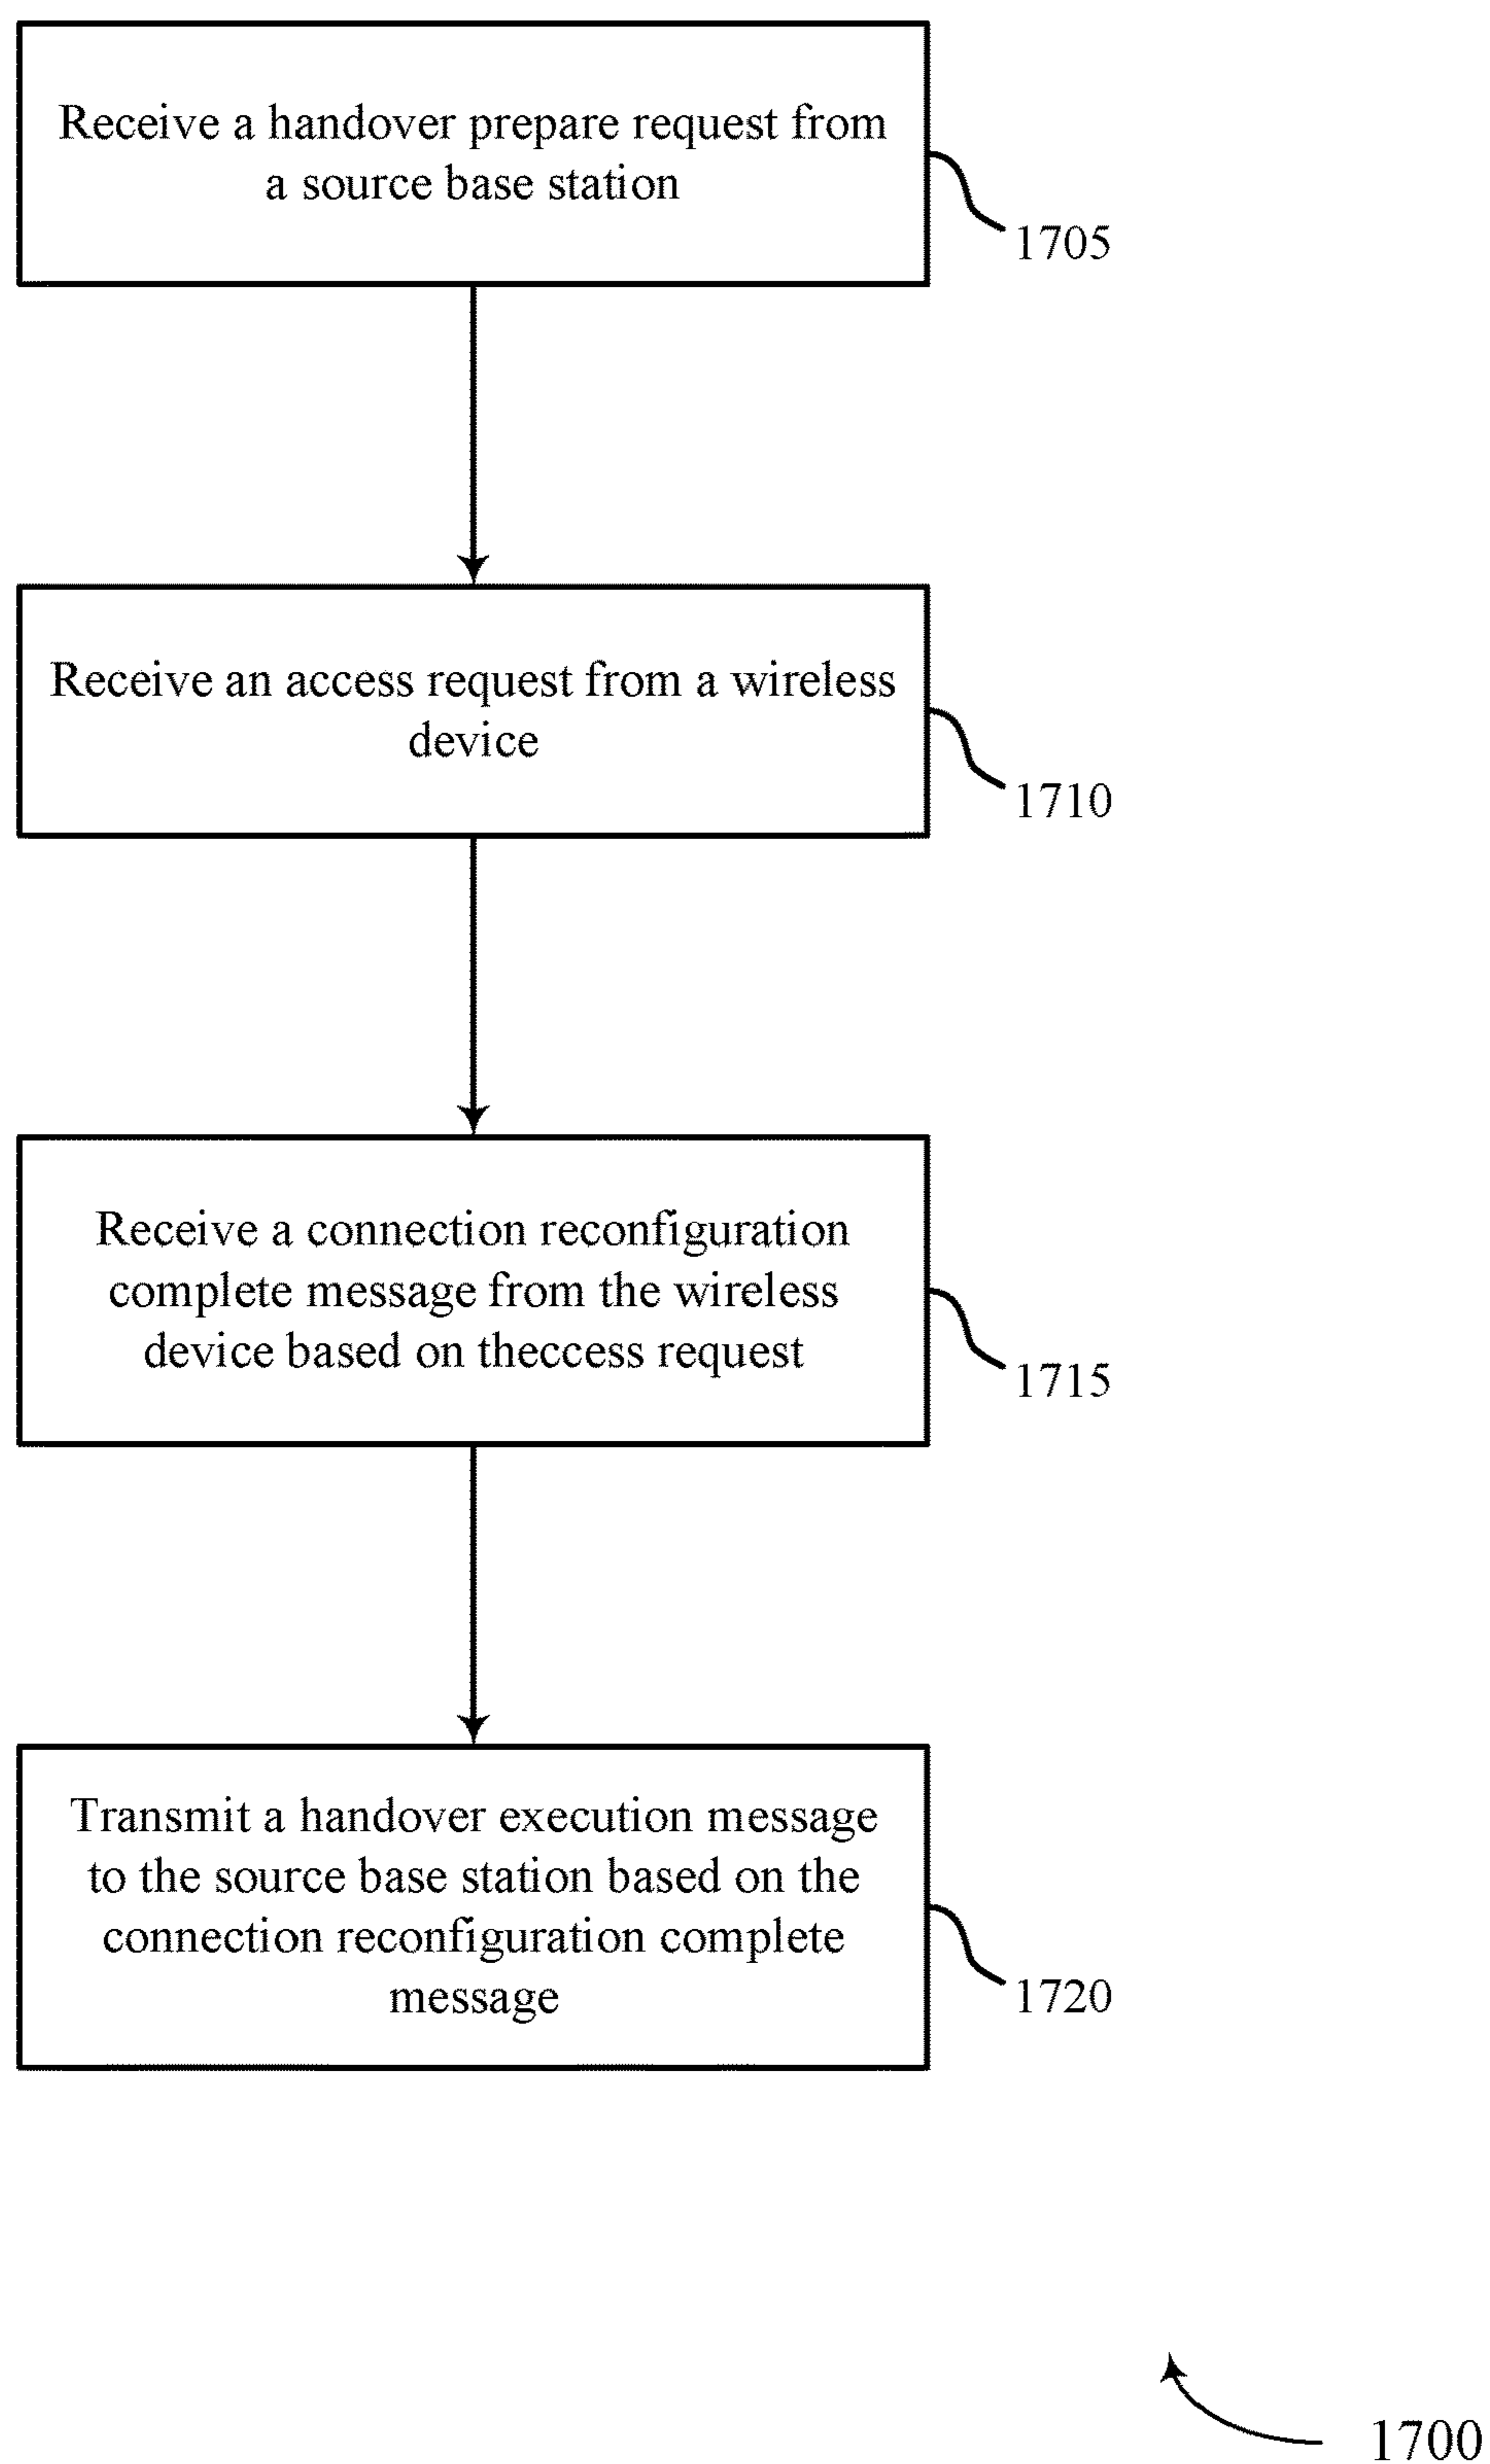 Receive a handover prepare request from
a source base station
1705
Receive an access request from a wireless
device
1710
Receive a connection reconfiguration
complete message from the wireless
device based on theccess request
1715
Transmit a handover execution message
to the source base station based on the
connection reconfiguration complete
message
1720
1700